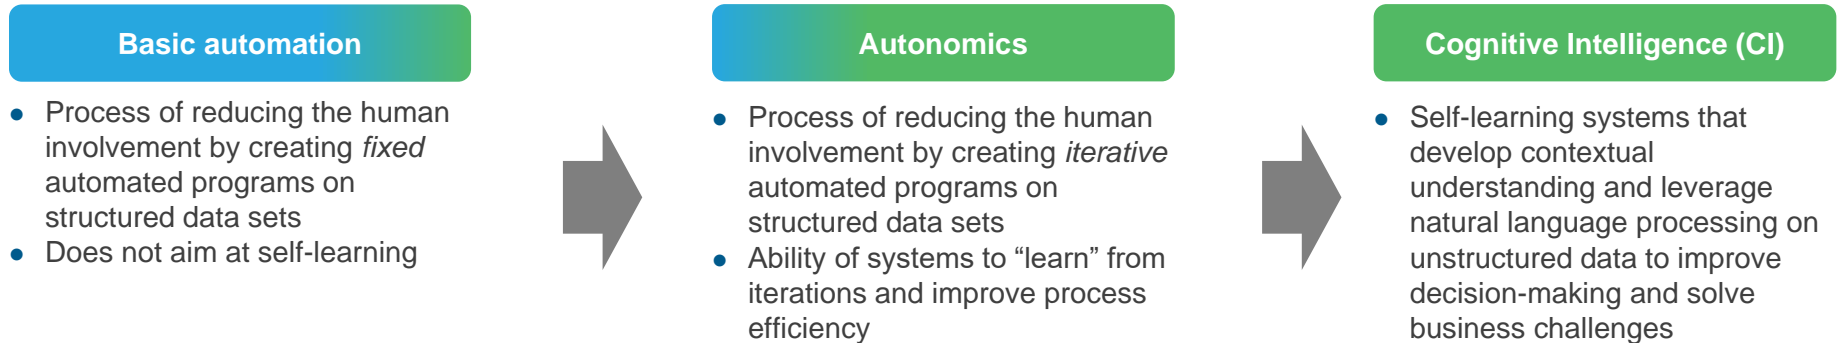 Basic automation
● Process of reducing the human
involvement by creating fixed
automated programs on
structured data sets
● Does not aim at self-learning
Autonomics
● Process of reducing the human
involvement by creating iterative
automated programs on
structured data sets
● Ability of systems to “learn” from
iterations and improve process
efficiency
Cognitive Intelligence (CI)
● Self-learning systems that
develop contextual
understanding and leverage
natural language processing on
unstructured data to improve
decision-making and solve
business challenges